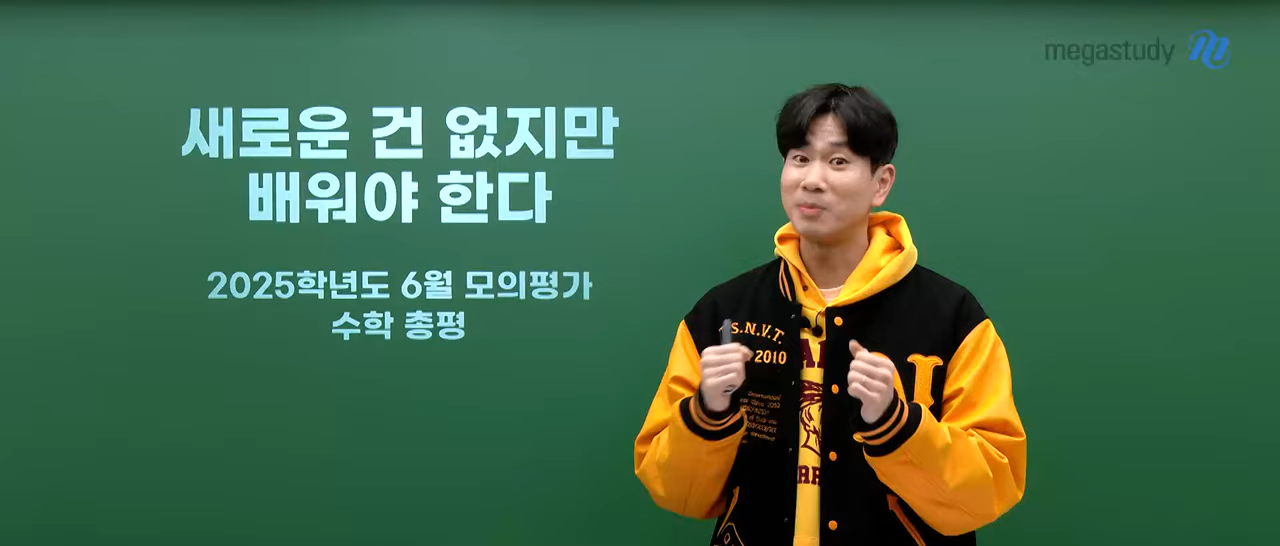 megastudy
새로운 건 없지만
배워야 한다
2025학년도 6월 모의평가
수학 총평
S.N.V.T.
2010